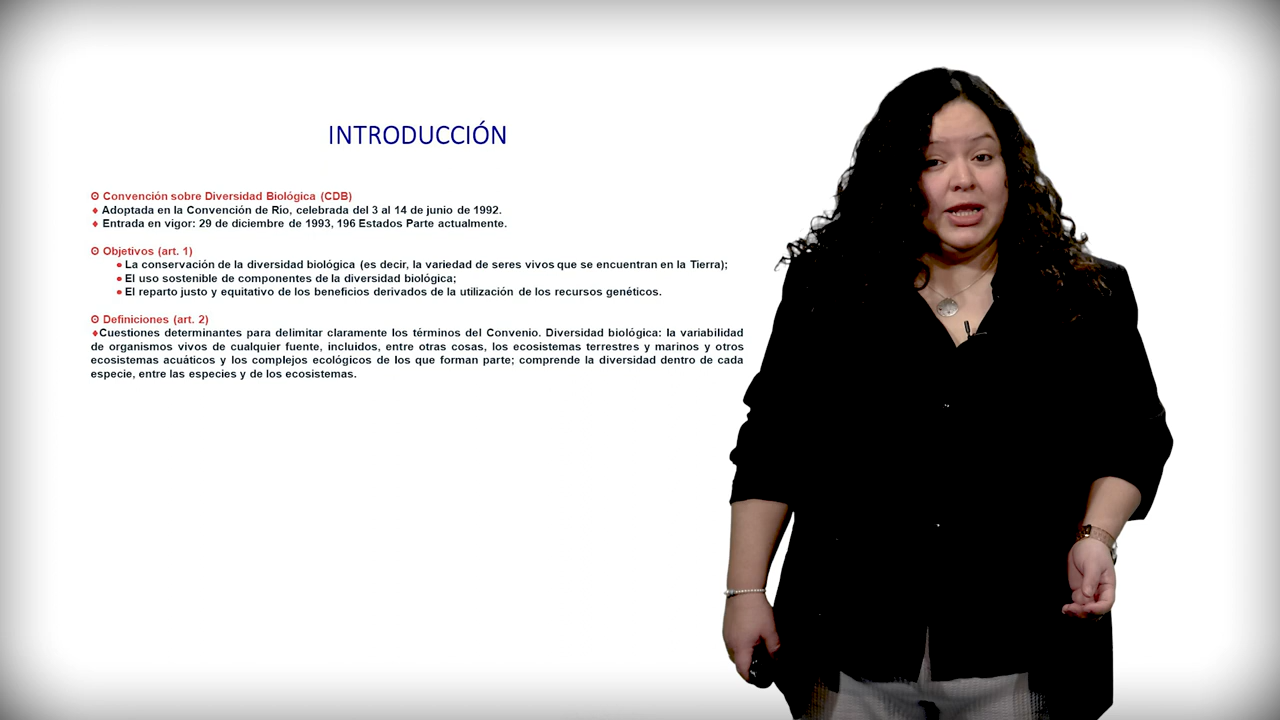 INTRODUCCIÓN
ʘ Convención sobre Diversidad Biológica (CDB)
♦ Adoptada en la Convención de Rio, celebrada del 3 al 14 de junio de 1992.
♦ Entrada en vigor: 29 de diciembre de 1993, 196 Estados Parte actualmente.
ʘ Objetivos (art. 1)
● La conservación de la diversidad biológica (es decir, la variedad de seres vivos que se encuentran en la Tierra);
● El uso sostenible de componentes de la diversidad biológica;
● El reparto justo y equitativo de los beneficios derivados de la utilización de los recursos genéticos.
ʘ Definiciones (art. 2)
♦Cuestiones determinantes para delimitar claramente los términos del Convenio. Diversidad biológica: la variabilidad
de organismos vivos de cualquier fuente, incluidos, entre otras cosas, los ecosistemas terrestres y marinos y otros
ecosistemas acuáticos y los complejos ecológicos de los que forman parte; comprende la diversidad dentro de cada
especie, entre las especies y de los ecosistemas.